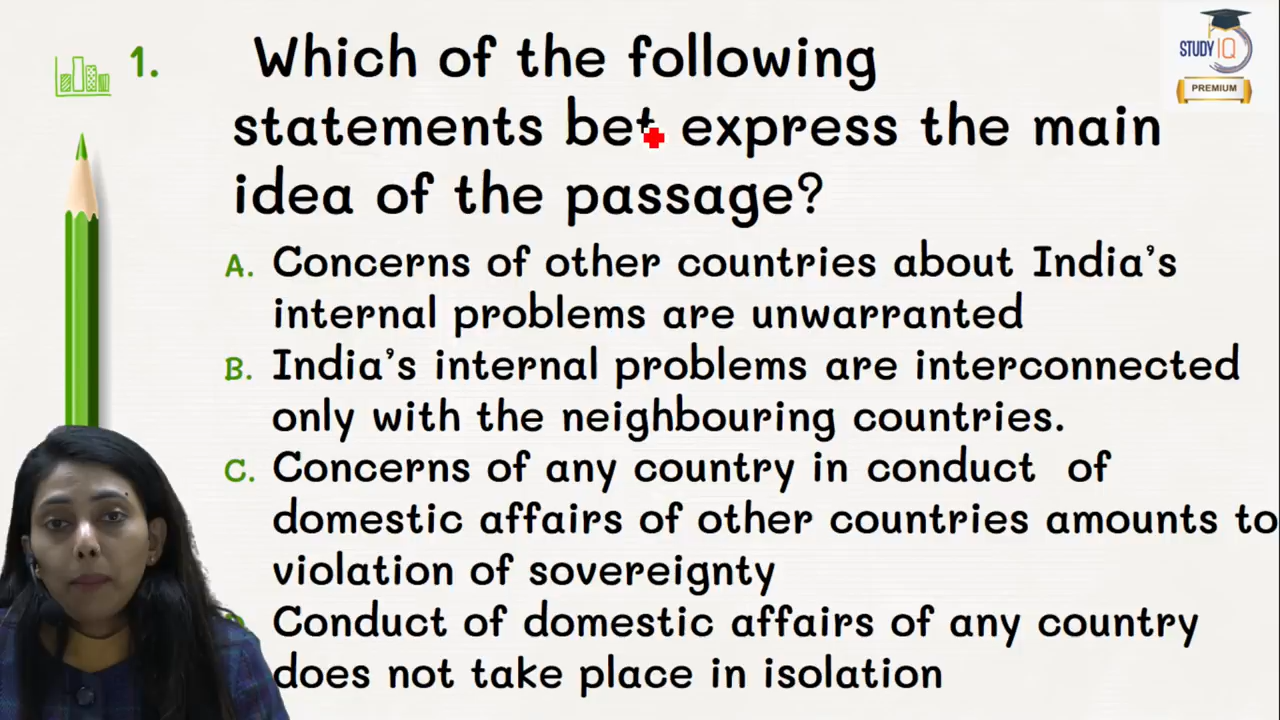 1. Which of the following
statements bet express the main
idea of the passage?
A. Concerns of other countries about India's
internal problems are unwarranted
B. India's internal problems are interconnected
only with the neighbouring countries.
C. Concerns of any country in conduct of
domestic affairs of other countries amounts to
violation of sovereignty
Conduct of domestic affairs of any country
does not take place in isolation
STUDY IQ
PREMIUM